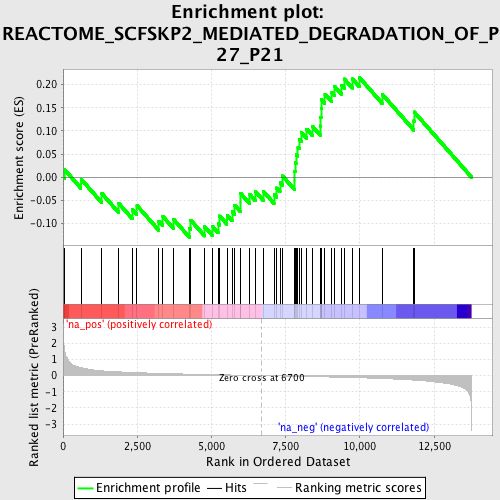 Enrichment plot:
REACTOME_SCFSKP2_MEDIATED_DEGRADATION_OF_P
27_P21
Enrichment score (ES)
0.20
0.15
0.10
0.05
0.00
-0.05
-0.10
'na_pos' (positively correlated)
Ranked list metric (PreRanked)
3
2
1
0
-1
-2
-3
Zero cross at 6700
'na_neg' (negatively correlated)
0
2,500
5,000
7,500
10,000
12,500
Rank in Ordered Dataset
Enrichment profile
Hits
Ranking metric scores